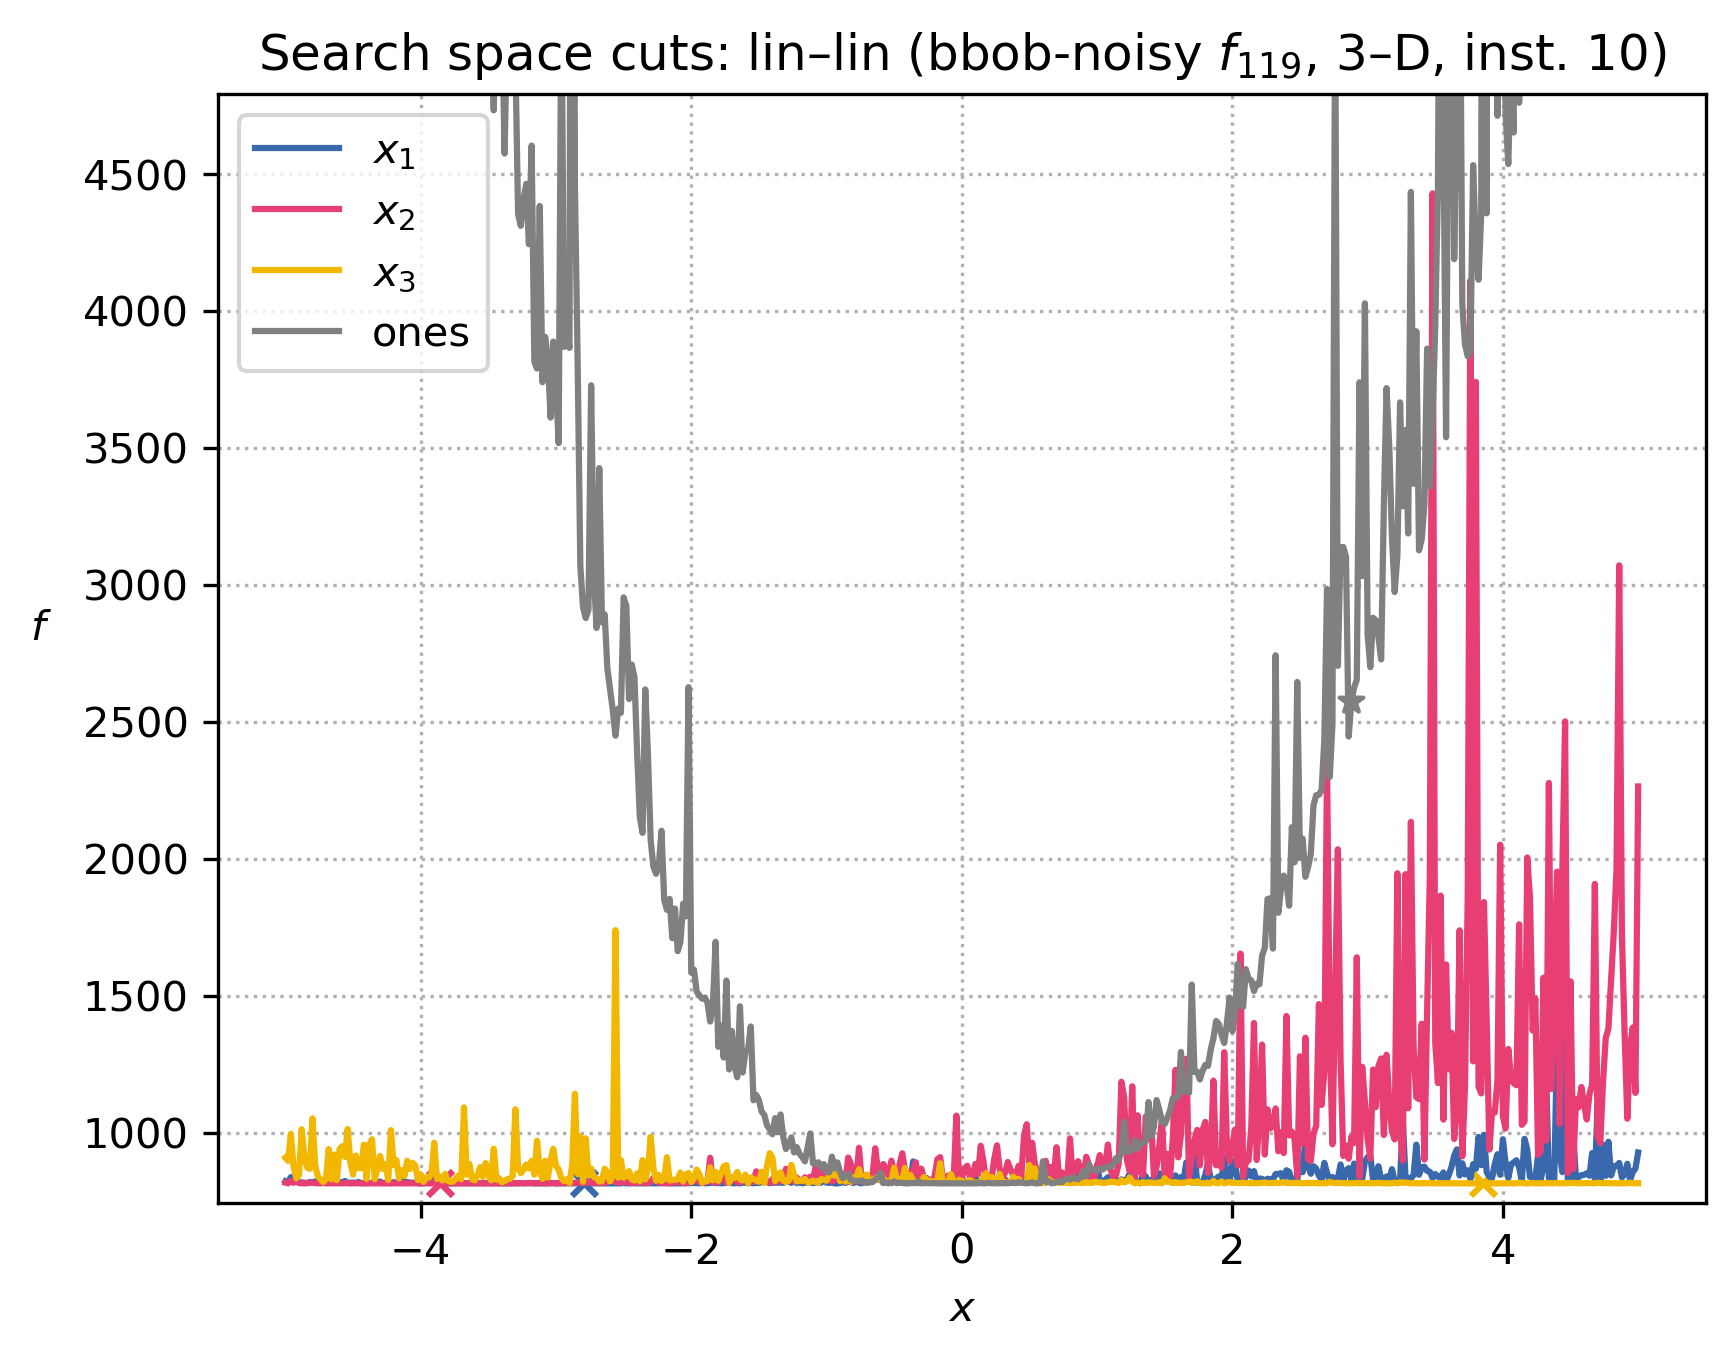 Search space cuts: lin–lin (bbob-noisy f₁₁₉, 3–D, inst. 10)
x₁
x₂
x₃
ones
4500
4000
3500
3000
2500
2000
1500
1000
f
−4
−2
0
2
4
x